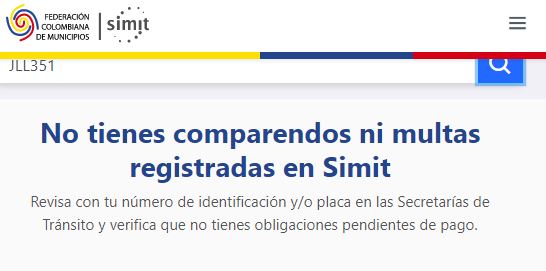 FEDERACIÓN
COLOMBIANA
DE MUNICIPIOS
simit
JLL351
No tienes comparendos ni multas
registradas en Simit
Revisa con tu número de identificación y/o placa en las Secretarías de
Tránsito y verifica que no tienes obligaciones pendientes de pago.